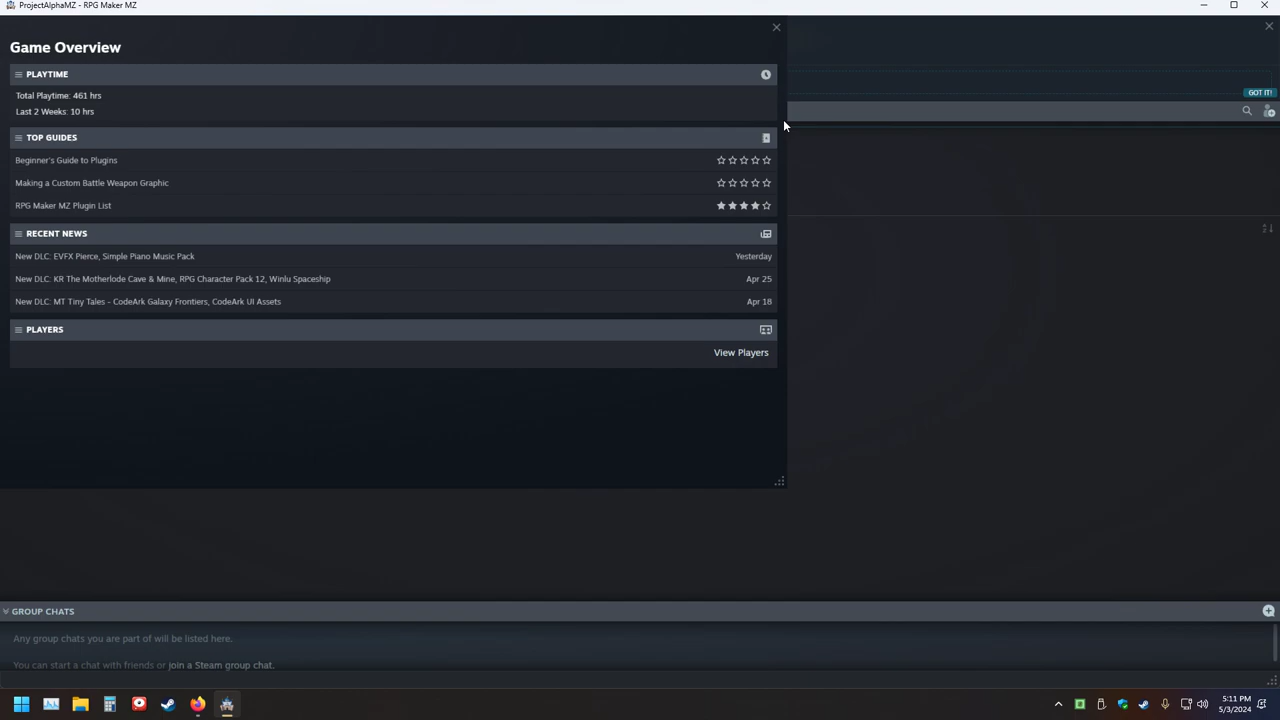 ProjectAlphaMZ - RPG Maker MZ
Game Overview
GOT IT!
PLAYTIME
Total Playtime: 461 hrs
Last 2 Weeks: 10 hrs
TOP GUIDES
Beginner's Guide to Plugins
Making a Custom Battle Weapon Graphic
RPG Maker MZ Plugin List
RECENT NEWS
New DLC: EVFX Pierce, Simple Piano Music Pack Yesterday
New DLC: KR The Motherlode Cave & Mine, RPG Character Pack 12, Winlu Spaceship Apr 25
New DLC: MT Tiny Tales - CodeArk Galaxy Frontiers, CodeArk UI Assets Apr 18
PLAYERS
View Players
GROUP CHATS
Any group chats you are part of will be listed here.
You can start a chat with friends or join a Steam group chat.
5:11 PM
5/3/2024